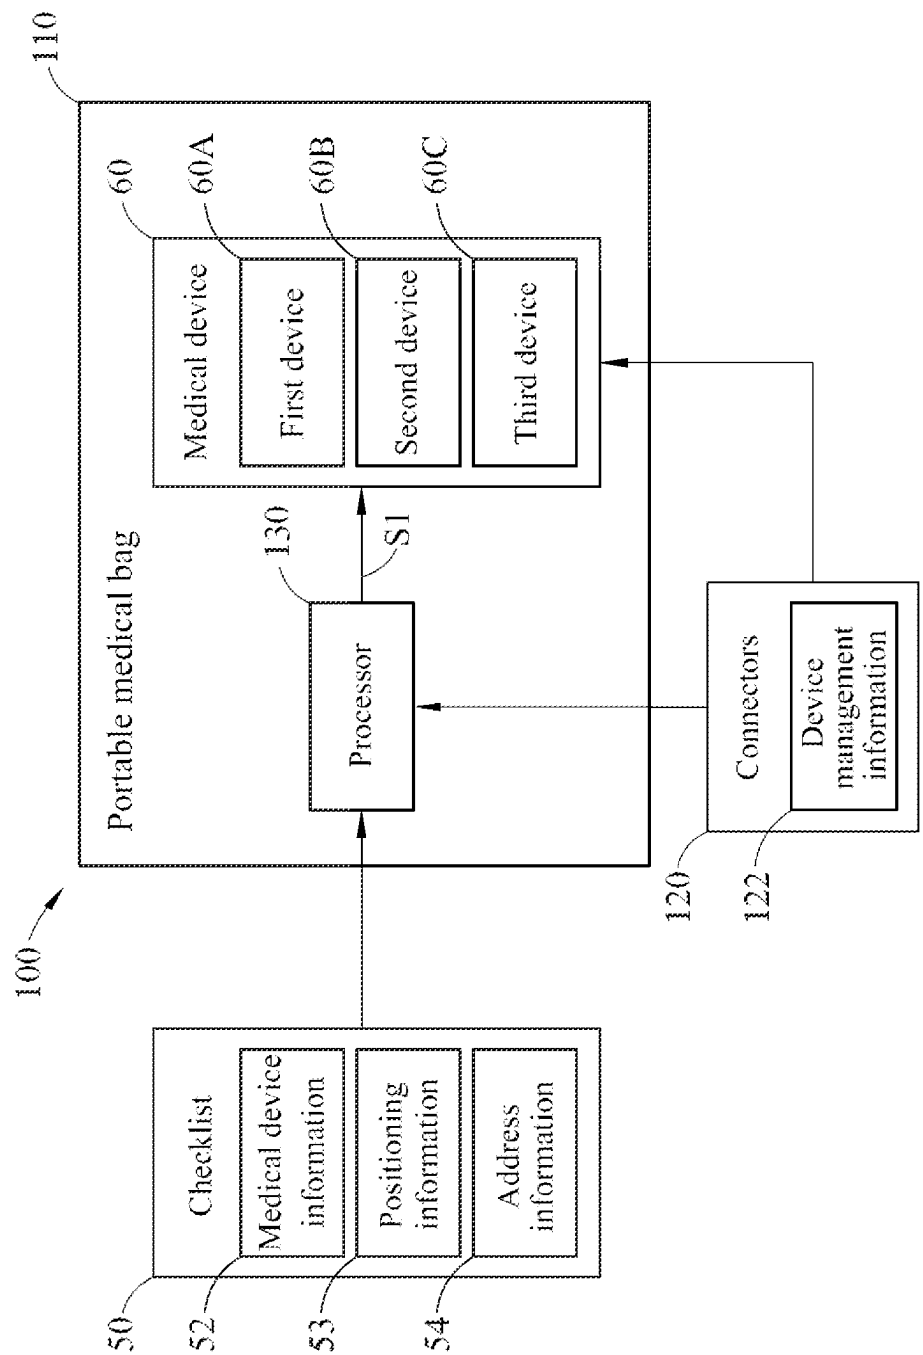 100
110
Portable medical bag
50
Checklist
52
Medical device
information
53
Positioning
information
54
Address
information
130
Processor
S1
60
Medical device
60A
First device
60B
Second device
60C
Third device
120
Connectors
122
Device
management
information